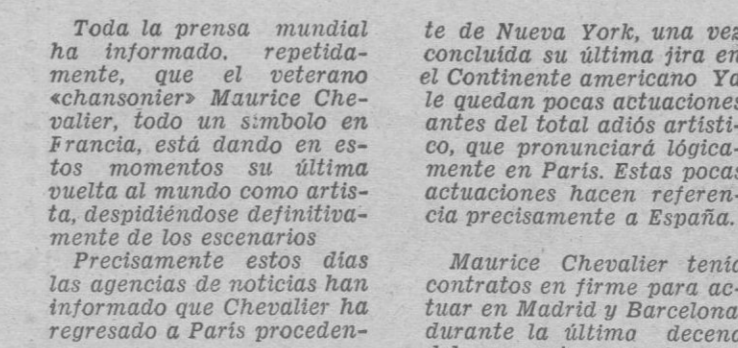 Toda la prensa mundial
ha informado, repetida-
mente, que el veterano
«chansonier» Maurice Che-
valier, todo un símbolo en
Francia, está dando en es-
tos momentos su última
vuelta al mundo como artis-
ta, despidiéndose definitiva-
mente de los escenarios
Precisamente estos días
las agencias de noticias han
informado que Chevalier ha
regresado a París proceden-
te de Nueva York, una vez
concluída su última jira en
el Continente americano Ya
le quedan pocas actuaciones
antes del total adiós artísti-
co, que pronunciará lógica-
mente en París. Estas pocas
actuaciones hacen referen-
cia precisamente a España.
Maurice Chevalier tenía
contratos en firme para ac-
tuar en Madrid y Barcelona
durante la última decena